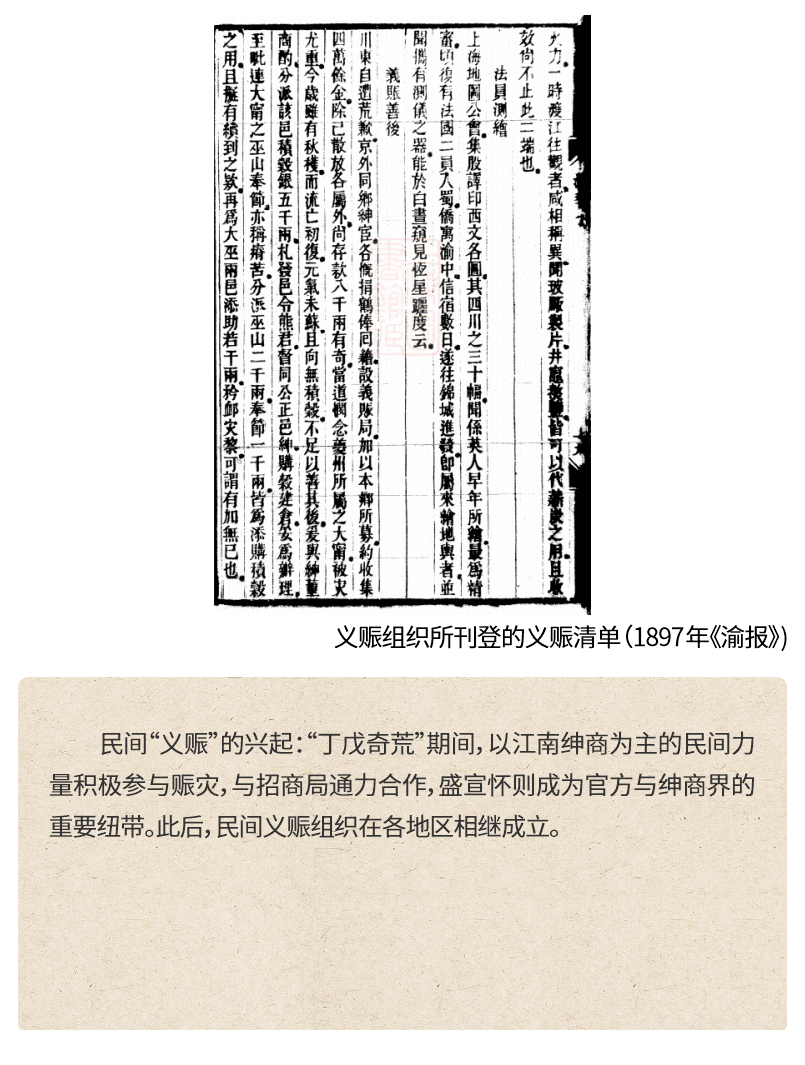 火力一時渡江往觀者咸相稱異聞玻廠製片井竈熬鹽皆可以代薪炭之用且收
效尚不止此二端也
法員測繪
上海地圖公會集股譯印西文各圖其四川之三十幅聞係英人早年所繪最為精
審頃復有法國二員入蜀僑寓渝中信宿數日遂往綿城進發即屬來繪地輿者並
聞儶有測儀之器能於白晝窺見恆星躔度云
義賑善後
川東自遭荒歉京外同鄉紳官各慨捐鶴俸回籍設義賑局加以本鄉所募約收集
四萬餘金除已散放各屬外尚存款八千兩有奇當道憫念夔州所屬之大甯被災
尤重今歲雖有秋穫而流亡初復元氣未蘇且向無積穀不足以善其後爰與紳董
商酌分派該邑積穀銀五千兩札發邑令熊君督同公正邑紳購穀建倉妥為辦理
至毗連大甯之巫山奉節亦稱瘠苦分派巫山二千兩奉節一千兩皆為添購積穀
之用且擬有續到之欵再為大巫兩邑添助若干兩矜卹災黎可謂有加無已也
义赈组织所刊登的义赈清单（1897年《渝报》)
民间“义赈”的兴起：“丁戊奇荒”期间，以江南绅商为主的民间力
量积极参与赈灾，与招商局通力合作，盛宣怀则成为官方与绅商界的
重要纽带。此后，民间义赈组织在各地区相继成立。